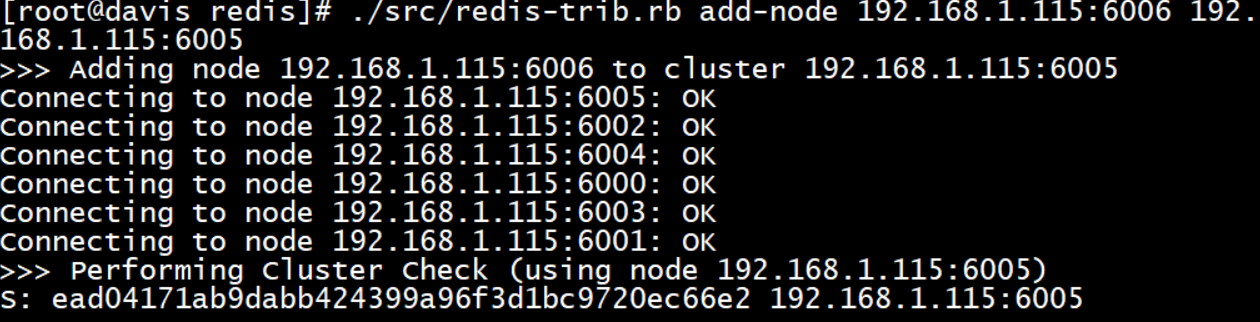 [root@davis redis]# ./src/redis-trib.rb add-node 192.168.1.115:6006 192.
168.1.115:6005
>>> Adding node 192.168.1.115:6006 to cluster 192.168.1.115:6005
Connecting to node 192.168.1.115:6005: OK
Connecting to node 192.168.1.115:6002: OK
Connecting to node 192.168.1.115:6004: OK
Connecting to node 192.168.1.115:6000: OK
Connecting to node 192.168.1.115:6003: OK
Connecting to node 192.168.1.115:6001: OK
>>> Performing Cluster Check (using node 192.168.1.115:6005)
S: ead04171ab9dabb424399a96f3d1bc9720ec66e2 192.168.1.115:6005